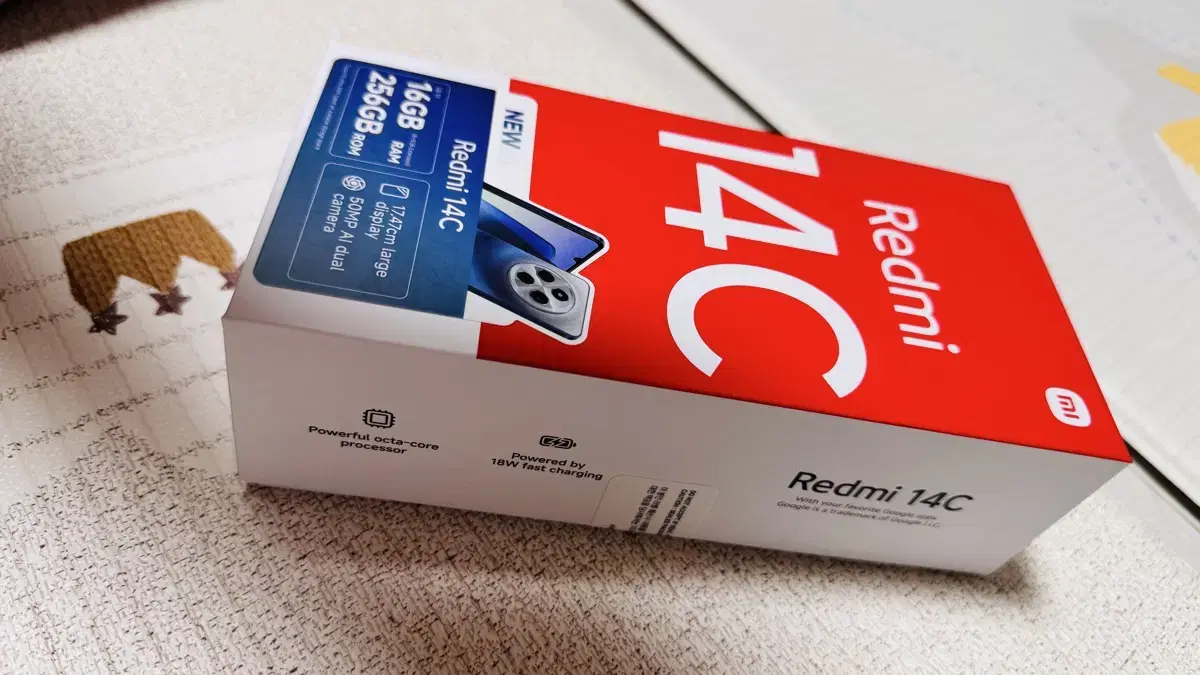 Redmi
14C
NEW
Redmi 14C
16GB RAM
256GB ROM
17.47cm large
display
50MP AI dual
camera
Powerful octa-core
processor
Powered by
18W fast charging
Redmi 14C
With your favorite Google apps
Google is a trademark of Google LLC.
mi